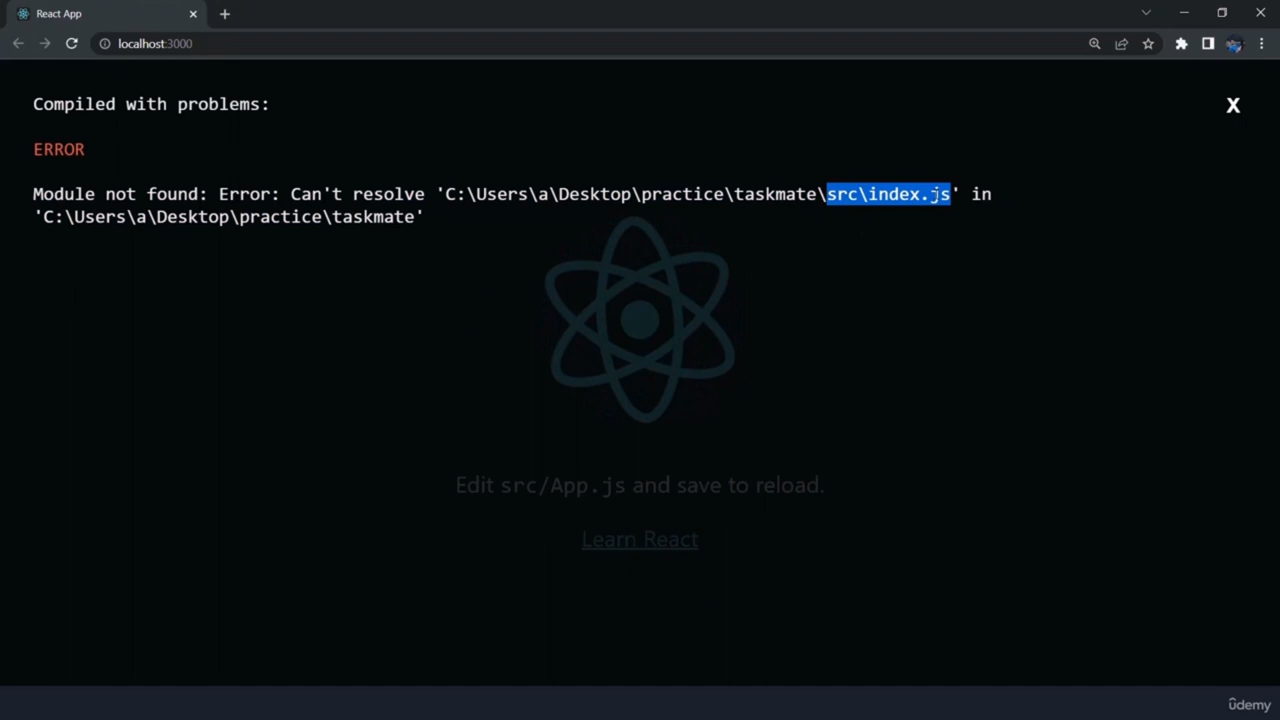 React App
localhost:3000
Compiled with problems:
X
ERROR
Module not found: Error: Can't resolve 'C:\Users\a\Desktop\practice\taskmate\src\index.js' in
'C:\Users\a\Desktop\practice\taskmate'
Edit src/App.js and save to reload.
Learn React
ûdemy